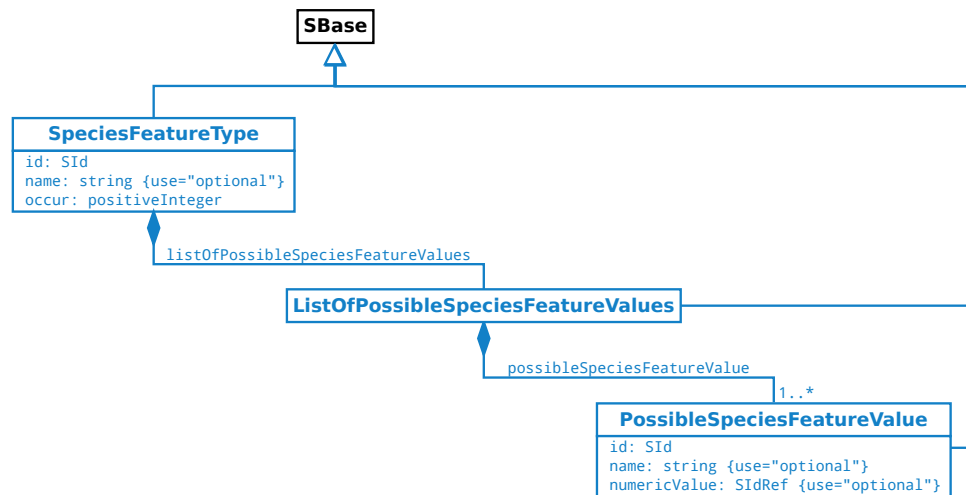 SBase
SpeciesFeatureType
id: SId
name: string {use="optional"}
occur: positiveInteger
listOfPossibleSpeciesFeatureValues
ListOfPossibleSpeciesFeatureValues
possibleSpeciesFeatureValue
1..*
PossibleSpeciesFeatureValue
id: SId
name: string {use="optional"}
numericValue: SIdRef {use="optional"}